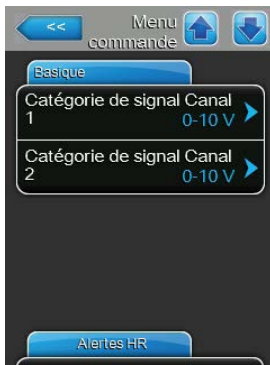 << Menu
commande
Basique
Catégorie de signal Canal
1 0-10 V
Catégorie de signal Canal
2 0-10 V
Alertes HR